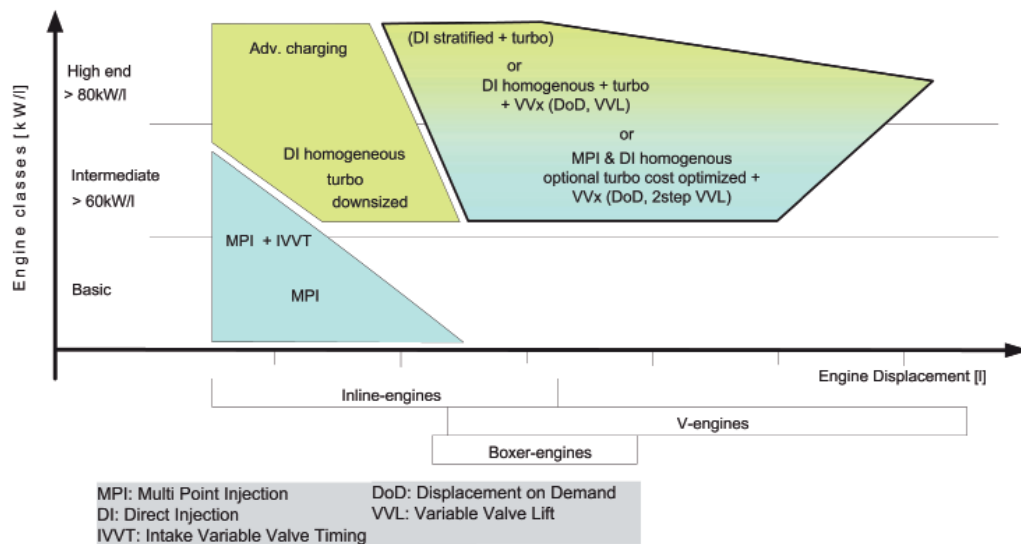 Engine classes [kW/l]
High end
> 80kW/l
Intermediate
> 60kW/l
Basic
Adv. charging
DI homogeneous
turbo
downsized
MPI + IVVT
MPI
(DI stratified + turbo)
or
DI homogenous + turbo
+ VVx (DoD, VVL)
or
MPI & DI homogenous
optional turbo cost optimized +
VVx (DoD, 2step VVL)
Engine Displacement [l]
Inline-engines
V-engines
Boxer-engines
MPI: Multi Point Injection
DI: Direct Injection
IVVT: Intake Variable Valve Timing
DoD: Displacement on Demand
VVL: Variable Valve Lift